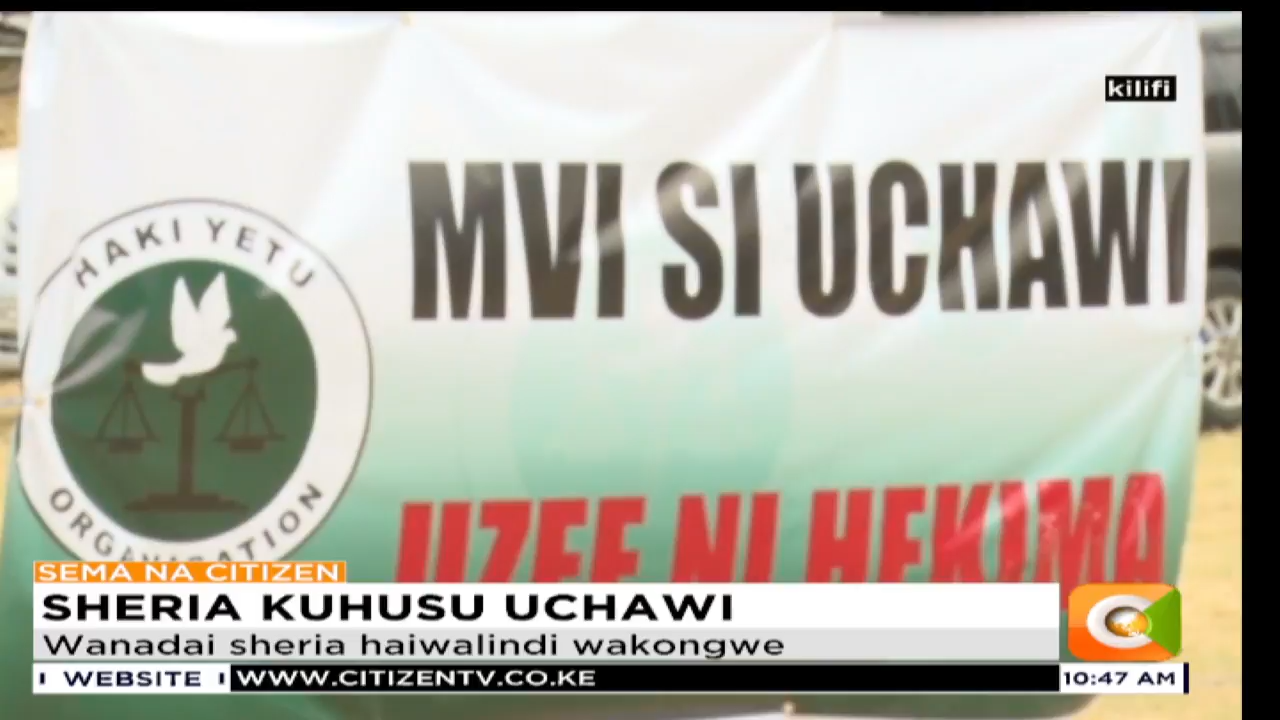 kilifi
MVI SI UCHAWI
HAKI YETU
ORGANISATION
UZEE NI HEKIMA
SEMA NA CITIZEN
SHERIA KUHUSU UCHAWI
Wanadai sheria haiwalindi wakongwe
WEBSITE
WWW.CITIZENTV.CO.KE
10:47 AM